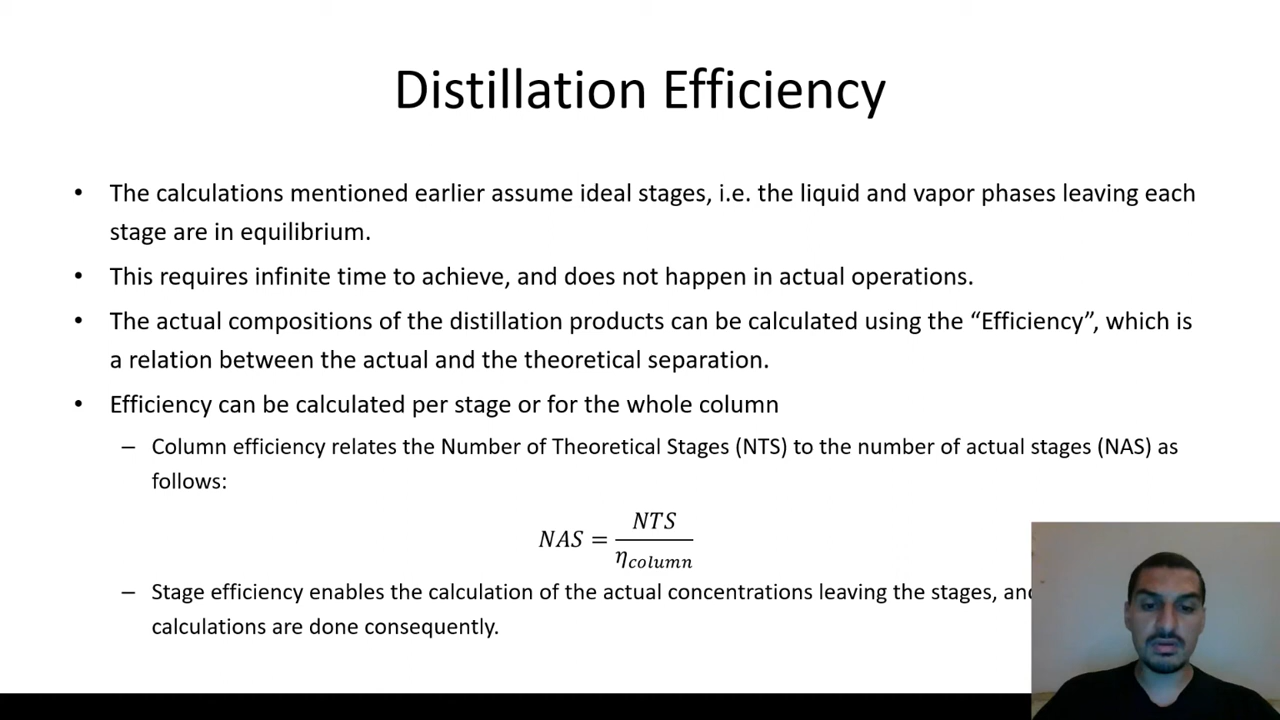 Distillation Efficiency
• The calculations mentioned earlier assume ideal stages, i.e. the liquid and vapor phases leaving each
stage are in equilibrium.
• This requires infinite time to achieve, and does not happen in actual operations.
• The actual compositions of the distillation products can be calculated using the “Efficiency”, which is
a relation between the actual and the theoretical separation.
• Efficiency can be calculated per stage or for the whole column
– Column efficiency relates the Number of Theoretical Stages (NTS) to the number of actual stages (NAS) as
follows:
NAS = NTS / η_column
– Stage efficiency enables the calculation of the actual concentrations leaving the stages,
calculations are done consequently.